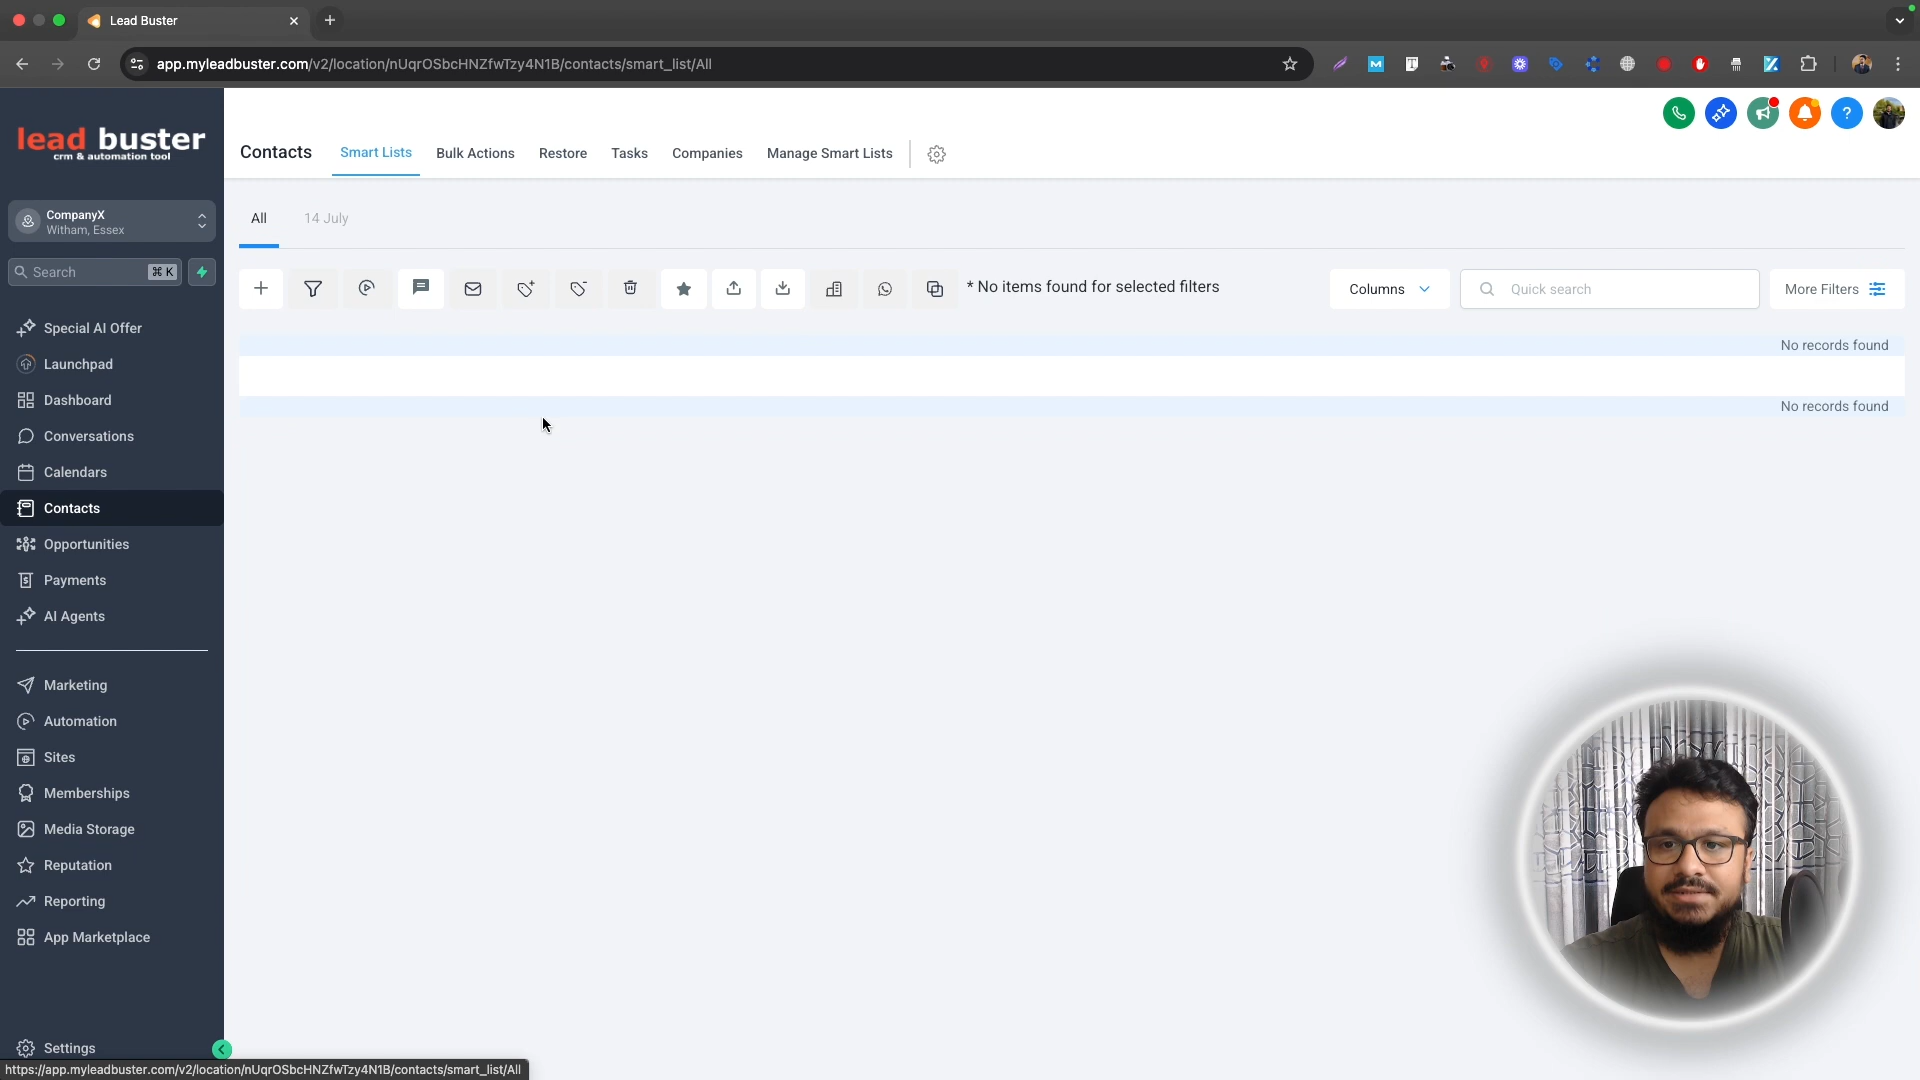 Lead Buster
app.myleadbuster.com/v2/location/nUqrOSbcHNZfwTzy4N1B/contacts/smart_list/All
lead buster
crm & automation tool
Contacts
Smart Lists
Bulk Actions
Restore
Tasks
Companies
Manage Smart Lists
CompanyX
Witham, Essex
Search
⌘ K
All
14 July
* No items found for selected filters
Columns
Quick search
More Filters
No records found
No records found
Special AI Offer
Launchpad
Dashboard
Conversations
Calendars
Contacts
Opportunities
Payments
AI Agents
Marketing
Automation
Sites
Memberships
Media Storage
Reputation
Reporting
App Marketplace
Settings
https://app.myleadbuster.com/v2/location/nUqrOSbcHNZfwTzy4N1B/contacts/smart_list/All